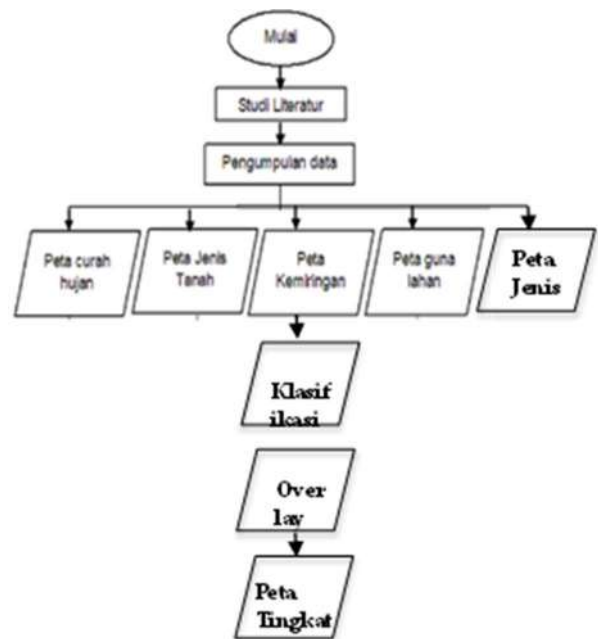 Mulai
Studi Literatur
Pengumpulan data
Peta curah
hujan
Peta Jenis
Tanah
Peta
Kemiringan
Peta guna
lahan
Peta
Jenis
Klasif
ikasi
Over
lay
Peta
Tingkat